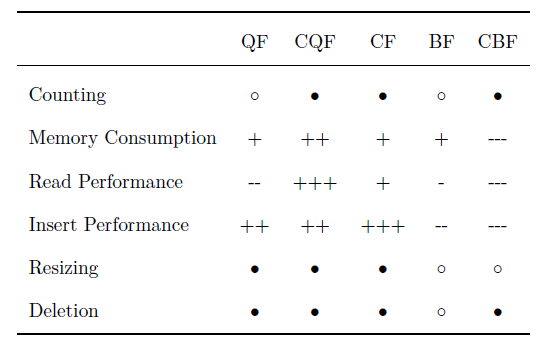 QF CQF CF BF CBF
Counting ○ ● ● ○ ●
Memory Consumption + ++ + + ---
Read Performance -- +++ + - ---
Insert Performance ++ ++ +++ -- ---
Resizing ● ● ● ○ ○
Deletion ● ● ● ○ ●